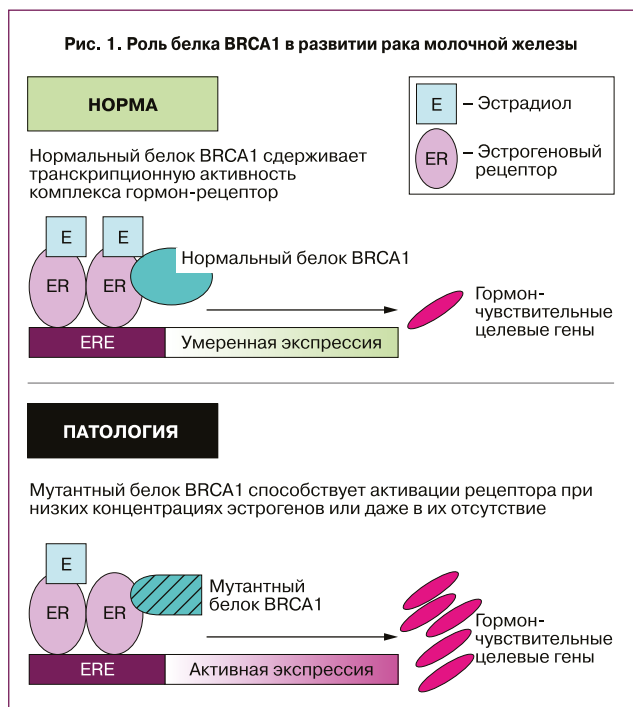 Рис. 1. Роль белка BRCA1 в развитии рака молочной железы
НОРМА
E – Эстрадиол
ER – Эстрогеновый
рецептор
Нормальный белок BRCA1 сдерживает
транскрипционную активность
комплекса гормон-рецептор
E E
Нормальный белок BRCA1
ER ER
Гормон-
чувствительные
целевые гены
ERE Умеренная экспрессия
ПАТОЛОГИЯ
Мутантный белок BRCA1 способствует активации рецептора при
низких концентрациях эстрогенов или даже в их отсутствие
E
Мутантный
белок BRCA1
ER ER
Гормон-
чувствительные
целевые гены
ERE Активная экспрессия